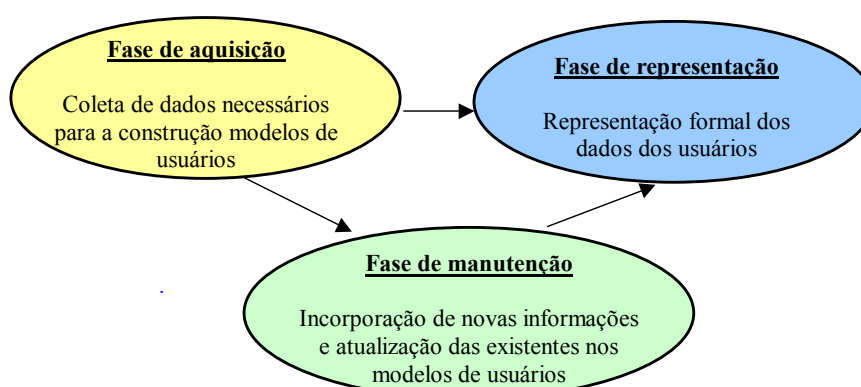 Fase de aquisição
Coleta de dados necessários
para a construção modelos de
usuários
Fase de representação
Representação formal dos
dados dos usuários
Fase de manutenção
Incorporação de novas informações
e atualização das existentes nos
modelos de usuários